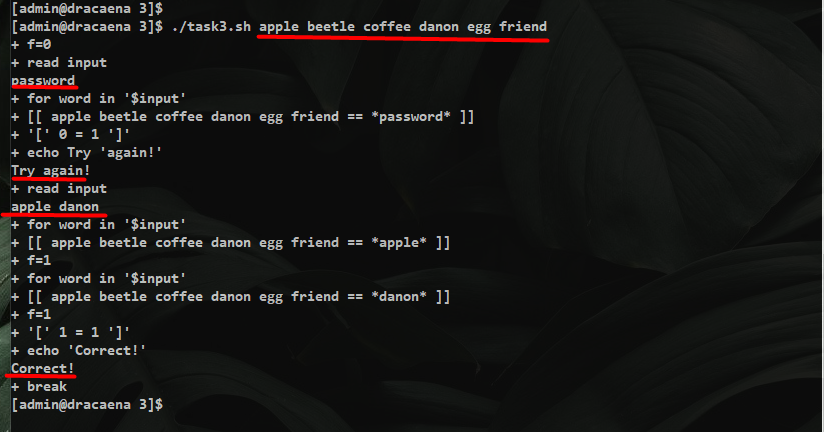 [admin@dracaena 3]$
[admin@dracaena 3]$ ./task3.sh apple beetle coffee danon egg friend
+ f=0
+ read input
password
+ for word in '$input'
+ [[ apple beetle coffee danon egg friend == *password* ]]
+ '[' 0 = 1 ']'
+ echo Try 'again!'
Try again!
+ read input
apple danon
+ for word in '$input'
+ [[ apple beetle coffee danon egg friend == *apple* ]]
+ f=1
+ for word in '$input'
+ [[ apple beetle coffee danon egg friend == *danon* ]]
+ f=1
+ '[' 1 = 1 ']'
+ echo 'Correct!'
Correct!
+ break
[admin@dracaena 3]$